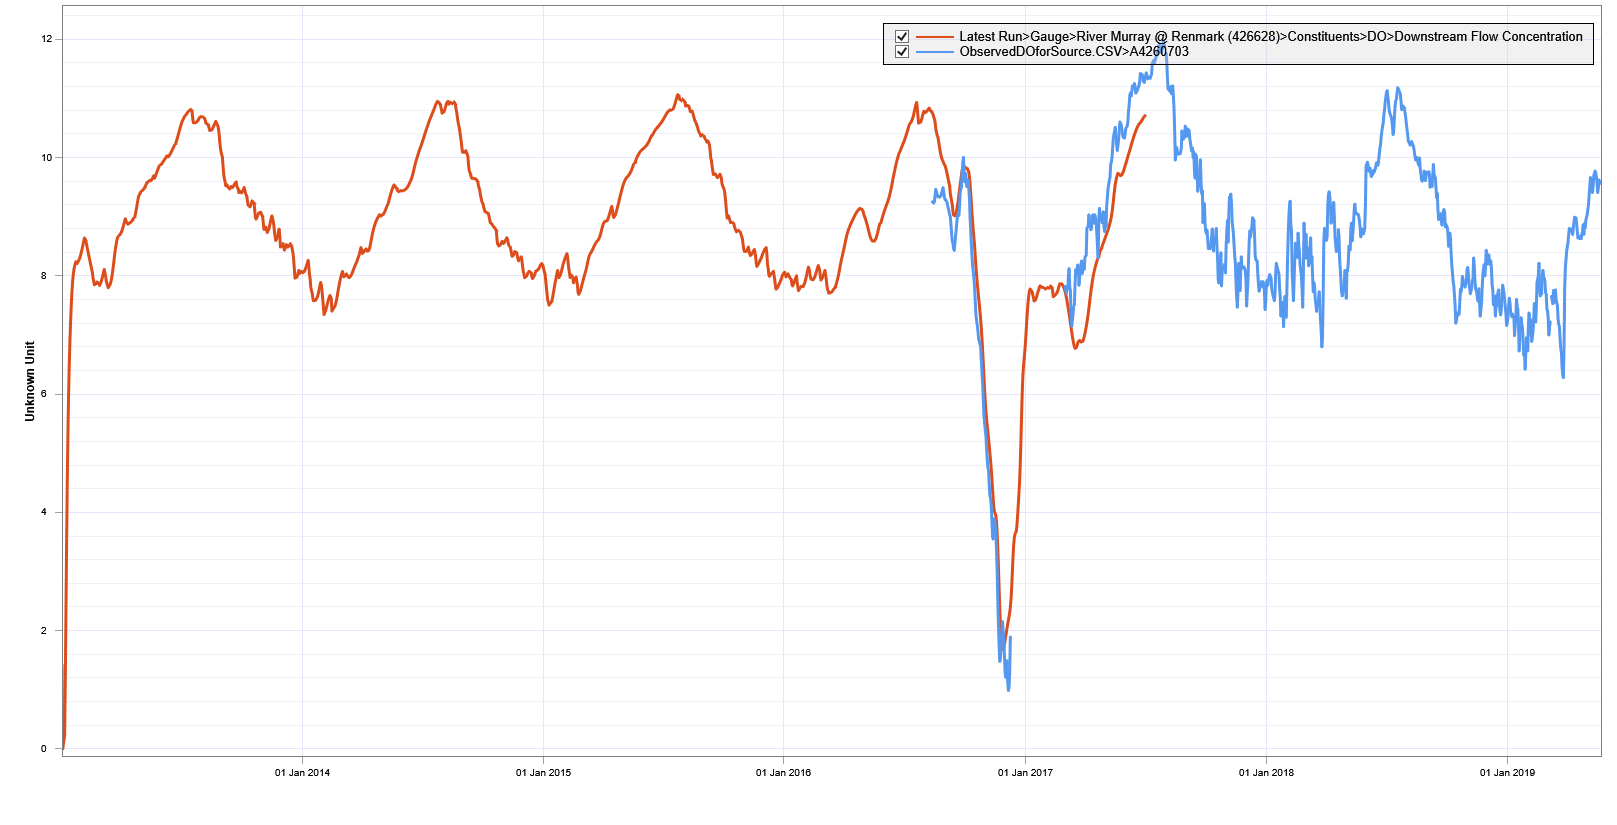 Latest Run>Gauge>River Murray @ Renmark (426628)>Constituents>DO>Downstream Flow Concentration
ObservedDOforSource.CSV>A4260703
Unknown Unit
12
10
8
6
4
2
0
01 Jan 2014
01 Jan 2015
01 Jan 2016
01 Jan 2017
01 Jan 2018
01 Jan 2019